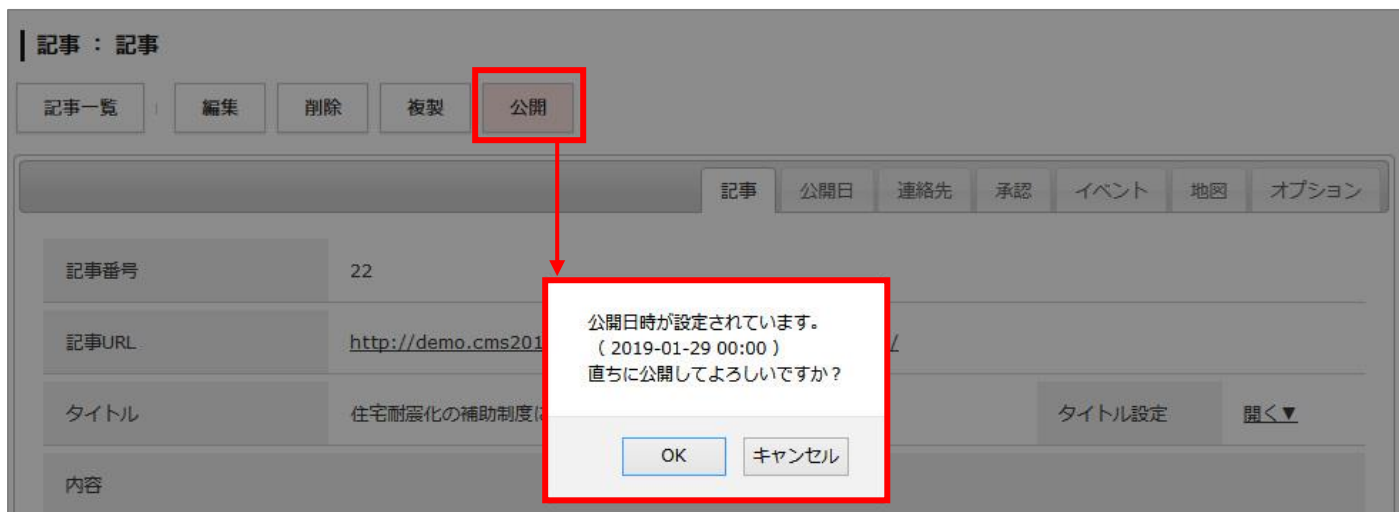 記事 : 記事
記事一覧 編集 削除 複製 公開
記事 公開日 連絡先 承認 イベント 地図 オプション
記事番号 22
記事URL http://demo.cms201 /
タイトル 住宅耐震化の補助制度に タイトル設定 開く▼
内容
公開日時が設定されています。
( 2019-01-29 00:00 )
直ちに公開してよろしいですか？
OK キャンセル